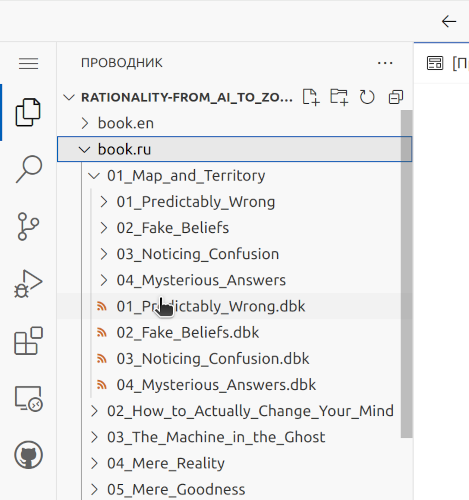 ПРОВОДНИК
[П
RATIONALITY-FROM_AI_TO_ZO...
book.en
book.ru
01_Map_and_Territory
01_Predictably_Wrong
02_Fake_Beliefs
03_Noticing_Confusion
04_Mysterious_Answers
01_Predictably_Wrong.dbk
02_Fake_Beliefs.dbk
03_Noticing_Confusion.dbk
04_Mysterious_Answers.dbk
02_How_to_Actually_Change_Your_Mind
03_The_Machine_in_the_Ghost
04_Mere_Reality
05_Mere_Goodness